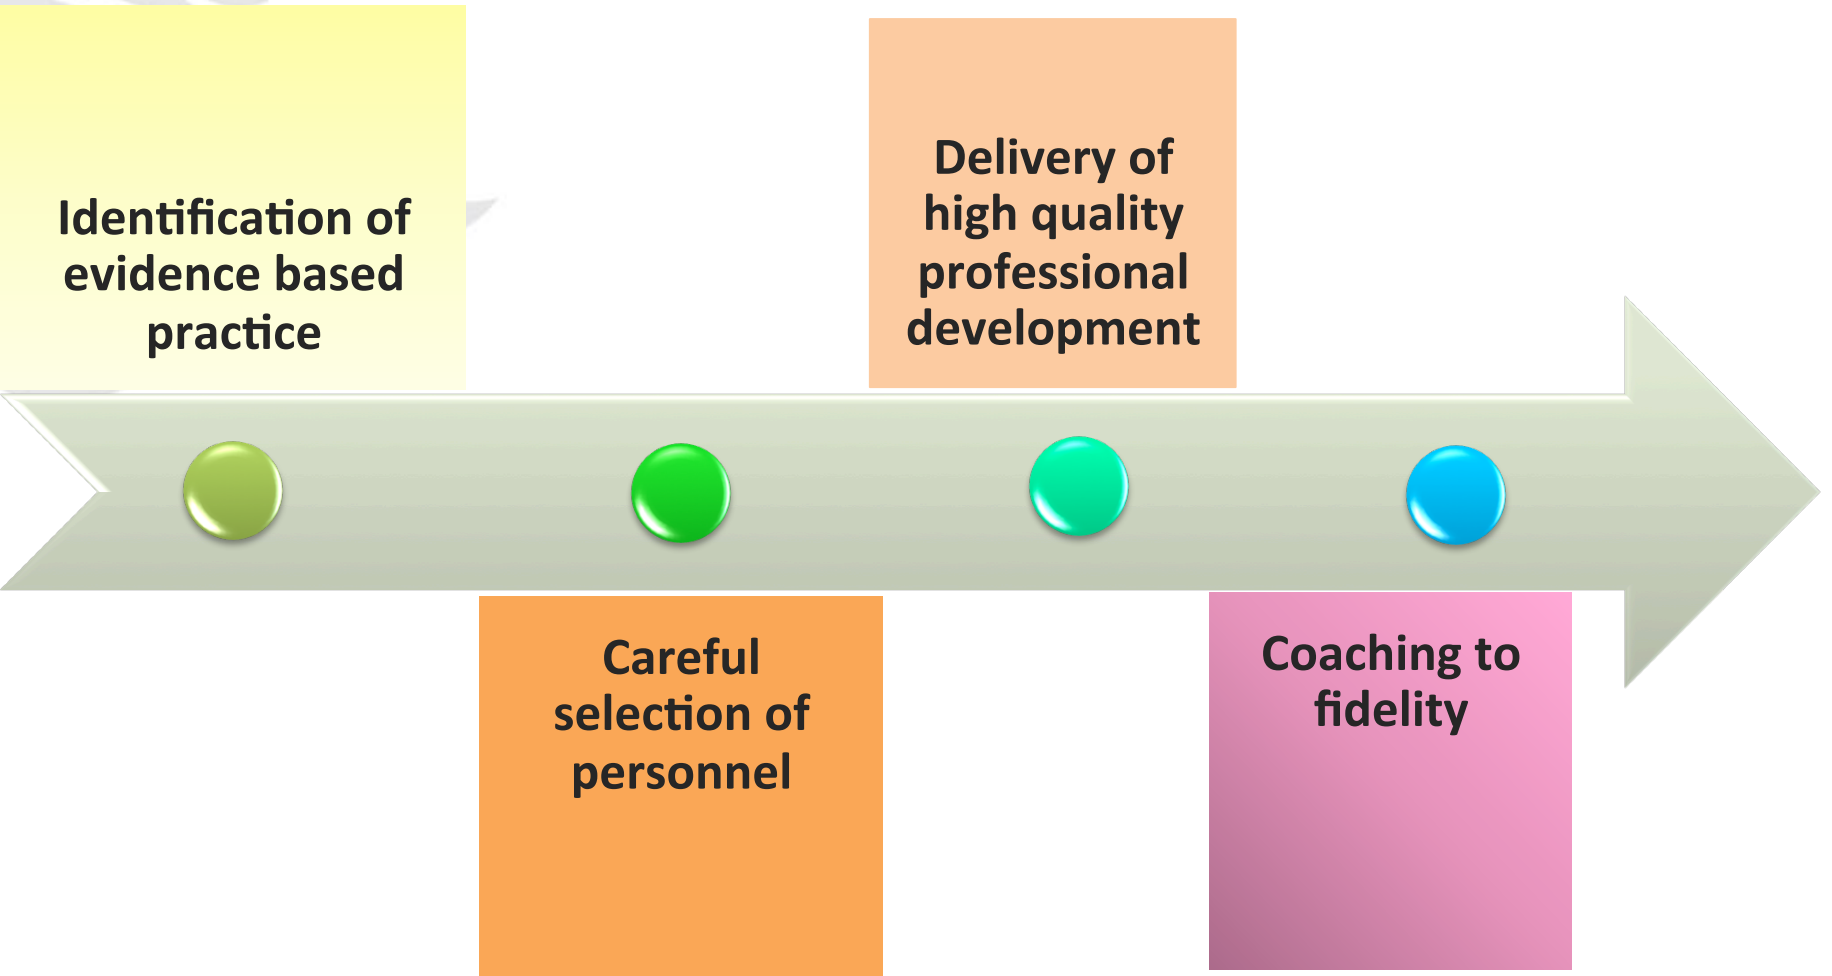 Identification of
evidence based
practice
Careful
selection of
personnel
Delivery of
high quality
professional
development
Coaching to
fidelity